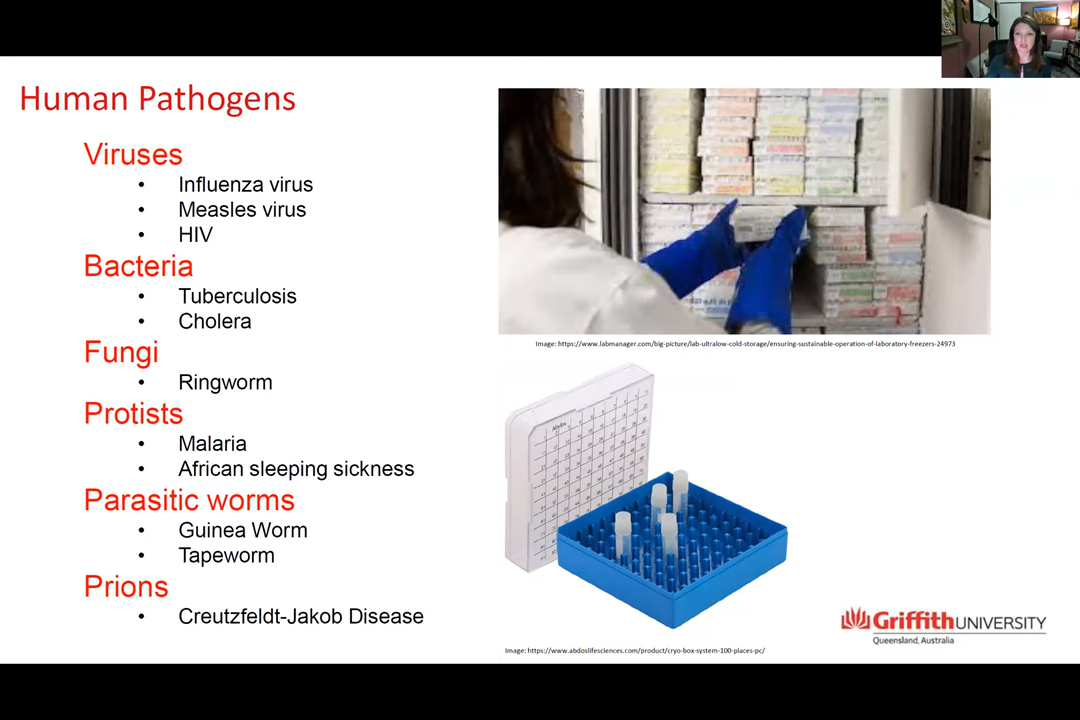 Human Pathogens
Viruses
• Influenza virus
• Measles virus
• HIV
Bacteria
• Tuberculosis
• Cholera
Fungi
• Ringworm
Protists
• Malaria
• African sleeping sickness
Parasitic worms
• Guinea Worm
• Tapeworm
Prions
• Creutzfeldt-Jakob Disease
Image: https://www.labmanager.com/big-picture/lab-ultralow-cold-storage/ensuring-sustainable-operation-of-laboratory-freezers-24973
Abdos
Image: https://www.abdoslifesciences.com/product/cryo-box-system-100-places-pc/
Griffith UNIVERSITY
Queensland, Australia